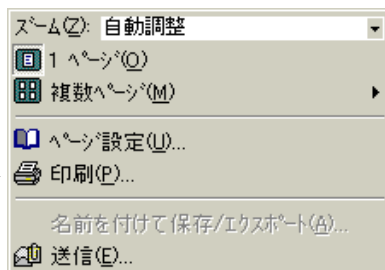 ｽﾞｰﾑ(Z): 自動調整
1 ﾍﾟｰｼﾞ(O)
複数ﾍﾟｰｼﾞ(M)
ﾍﾟｰｼﾞ設定(U)...
印刷(P)...
名前を付けて保存/ｴｸｽﾎﾟｰﾄ(A)...
送信(E)...